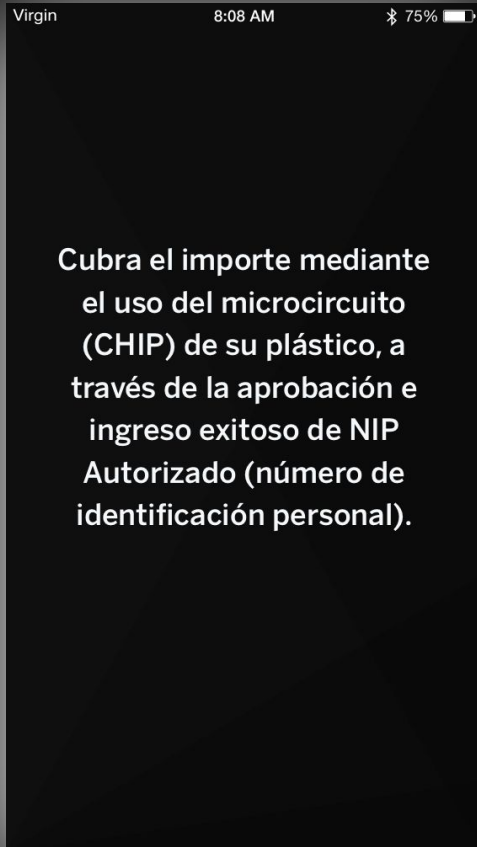 Virgin 8:08 AM 75%
Cubra el importe mediante
el uso del microcircuito
(CHIP) de su plástico, a
través de la aprobación e
ingreso exitoso de NIP
Autorizado (número de
identificación personal).